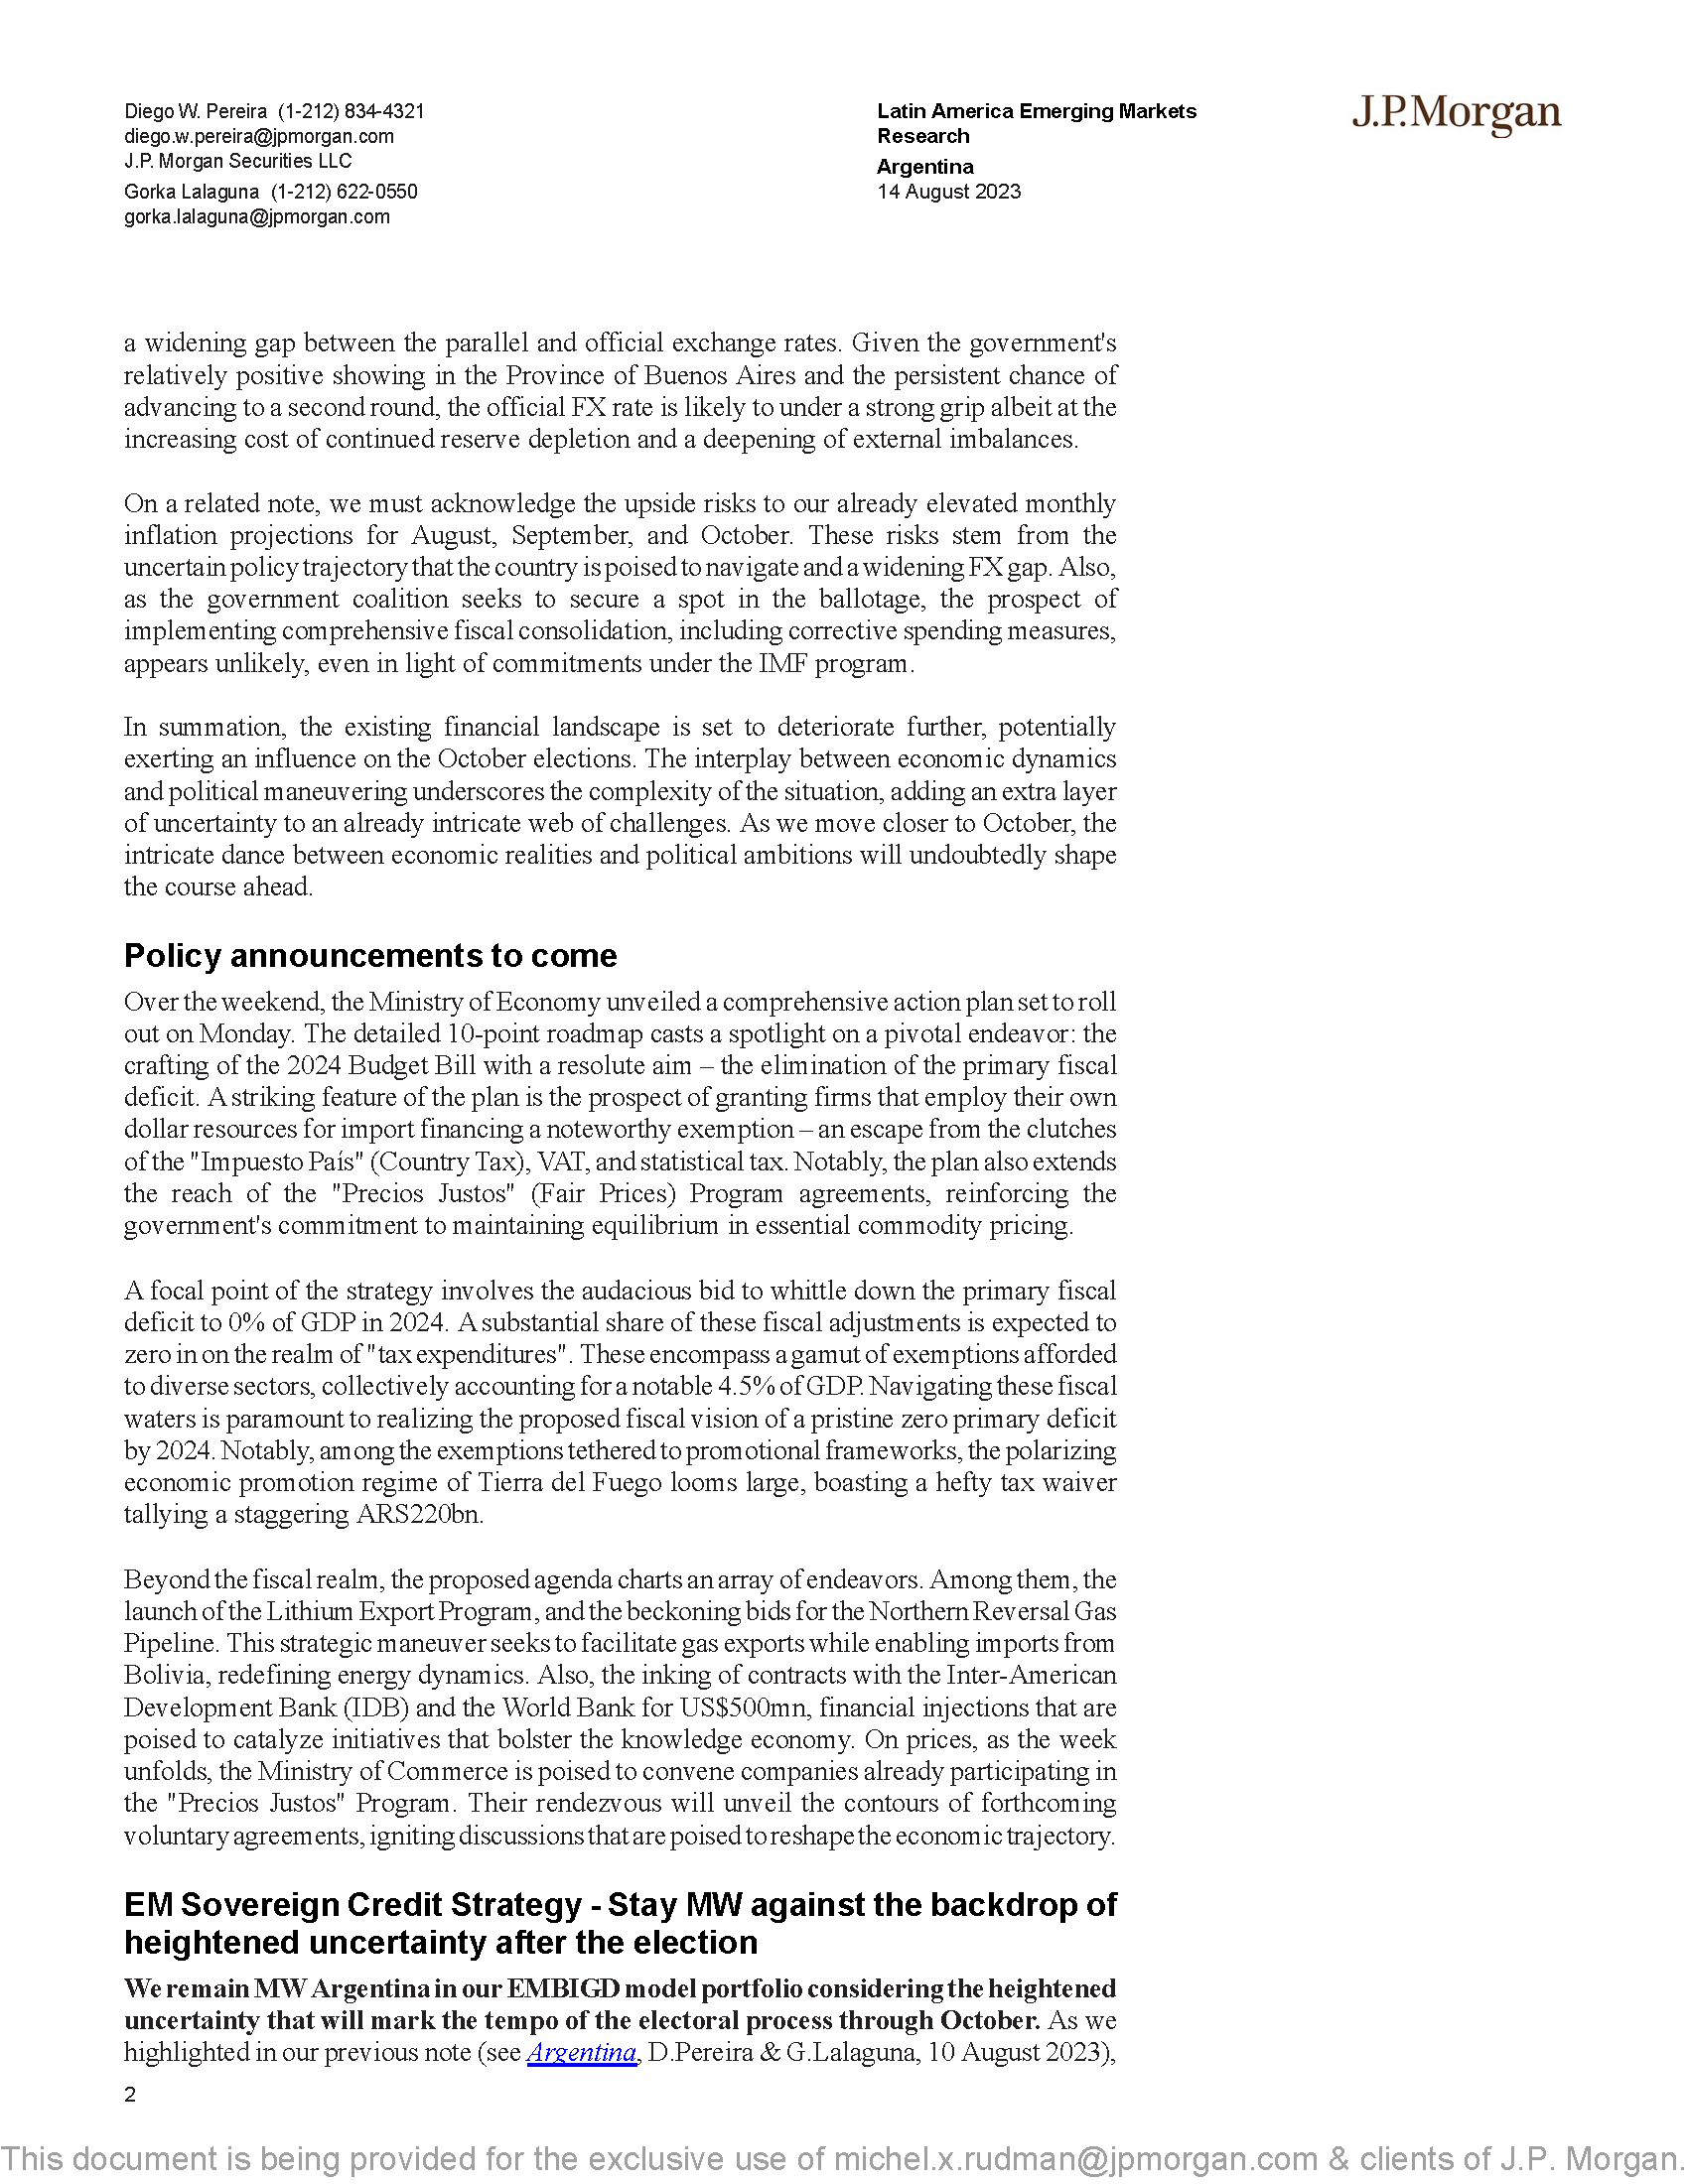 Diego W. Pereira (1-212) 834-4321
diego.w.pereira@jpmorgan.com
J.P. Morgan Securities LLC
Gorka Lalaguna (1-212) 622-0550
gorka.lalaguna@jpmorgan.com
Latin America Emerging Markets
Research
Argentina
14 August 2023
J.P.Morgan
a widening gap between the parallel and official exchange rates. Given the government's
relatively positive showing in the Province of Buenos Aires and the persistent chance of
advancing to a second round, the official FX rate is likely to under a strong grip albeit at the
increasing cost of continued reserve depletion and a deepening of external imbalances.
On a related note, we must acknowledge the upside risks to our already elevated monthly
inflation projections for August, September, and October. These risks stem from the
uncertain policy trajectory that the country is poised to navigate and a widening FX gap. Also,
as the government coalition seeks to secure a spot in the ballotage, the prospect of
implementing comprehensive fiscal consolidation, including corrective spending measures,
appears unlikely, even in light of commitments under the IMF program.
In summation, the existing financial landscape is set to deteriorate further, potentially
exerting an influence on the October elections. The interplay between economic dynamics
and political maneuvering underscores the complexity of the situation, adding an extra layer
of uncertainty to an already intricate web of challenges. As we move closer to October, the
intricate dance between economic realities and political ambitions will undoubtedly shape
the course ahead.
Policy announcements to come
Over the weekend, the Ministry of Economy unveiled a comprehensive action plan set to roll
out on Monday. The detailed 10-point roadmap casts a spotlight on a pivotal endeavor: the
crafting of the 2024 Budget Bill with a resolute aim – the elimination of the primary fiscal
deficit. A striking feature of the plan is the prospect of granting firms that employ their own
dollar resources for import financing a noteworthy exemption – an escape from the clutches
of the "Impuesto País" (Country Tax), VAT, and statistical tax. Notably, the plan also extends
the reach of the "Precios Justos" (Fair Prices) Program agreements, reinforcing the
government's commitment to maintaining equilibrium in essential commodity pricing.
A focal point of the strategy involves the audacious bid to whittle down the primary fiscal
deficit to 0% of GDP in 2024. A substantial share of these fiscal adjustments is expected to
zero in on the realm of "tax expenditures". These encompass a gamut of exemptions afforded
to diverse sectors, collectively accounting for a notable 4.5% of GDP. Navigating these fiscal
waters is paramount to realizing the proposed fiscal vision of a pristine zero primary deficit
by 2024. Notably, among the exemptions tethered to promotional frameworks, the polarizing
economic promotion regime of Tierra del Fuego looms large, boasting a hefty tax waiver
tallying a staggering ARS220bn.
Beyond the fiscal realm, the proposed agenda charts an array of endeavors. Among them, the
launch of the Lithium Export Program, and the beckoning bids for the Northern Reversal Gas
Pipeline. This strategic maneuver seeks to facilitate gas exports while enabling imports from
Bolivia, redefining energy dynamics. Also, the inking of contracts with the Inter-American
Development Bank (IDB) and the World Bank for US$500mn, financial injections that are
poised to catalyze initiatives that bolster the knowledge economy. On prices, as the week
unfolds, the Ministry of Commerce is poised to convene companies already participating in
the "Precios Justos" Program. Their rendezvous will unveil the contours of forthcoming
voluntary agreements, igniting discussions that are poised to reshape the economic trajectory.
EM Sovereign Credit Strategy - Stay MW against the backdrop of
heightened uncertainty after the election
We remain MW Argentina in our EMBIGD model portfolio considering the heightened
uncertainty that will mark the tempo of the electoral process through October. As we
highlighted in our previous note (see Argentina, D.Pereira & G.Lalaguna, 10 August 2023),
2
This document is being provided for the exclusive use of michel.x.rudman@jpmorgan.com & clients of J.P. Morgan.